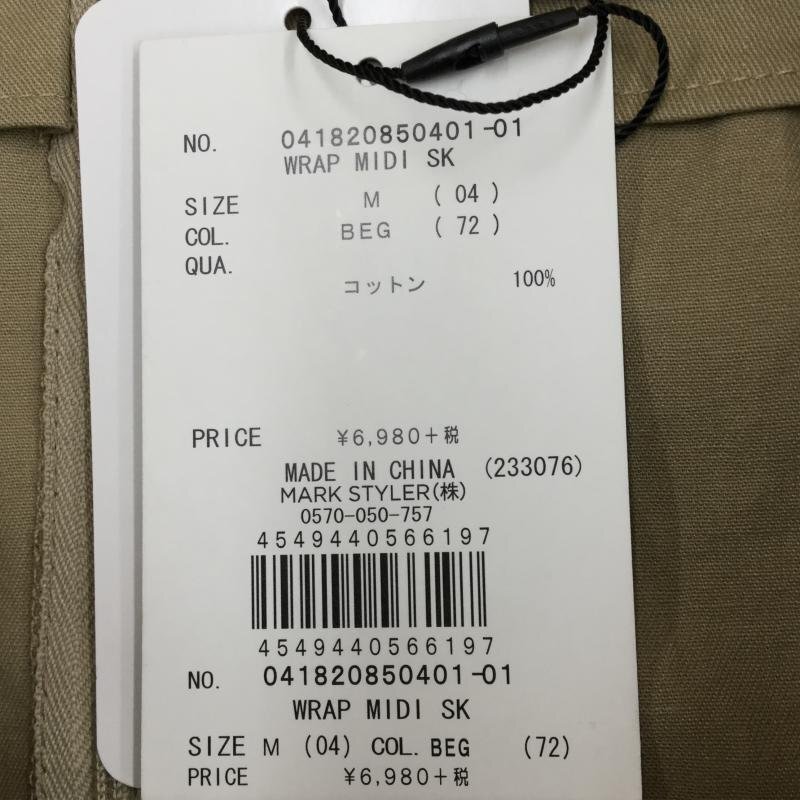 NO. 041820850401-01
WRAP MIDI SK
SIZE M (04)
COL. BEG (72)
QUA.
コットン 100%
PRICE ¥6,980+税
MADE IN CHINA (233076)
MARK STYLER(株)
0570-050-757
4549440566197
4549440566197
NO. 041820850401-01
WRAP MIDI SK
SIZE M (04) COL. BEG (72)
PRICE ¥6,980+税